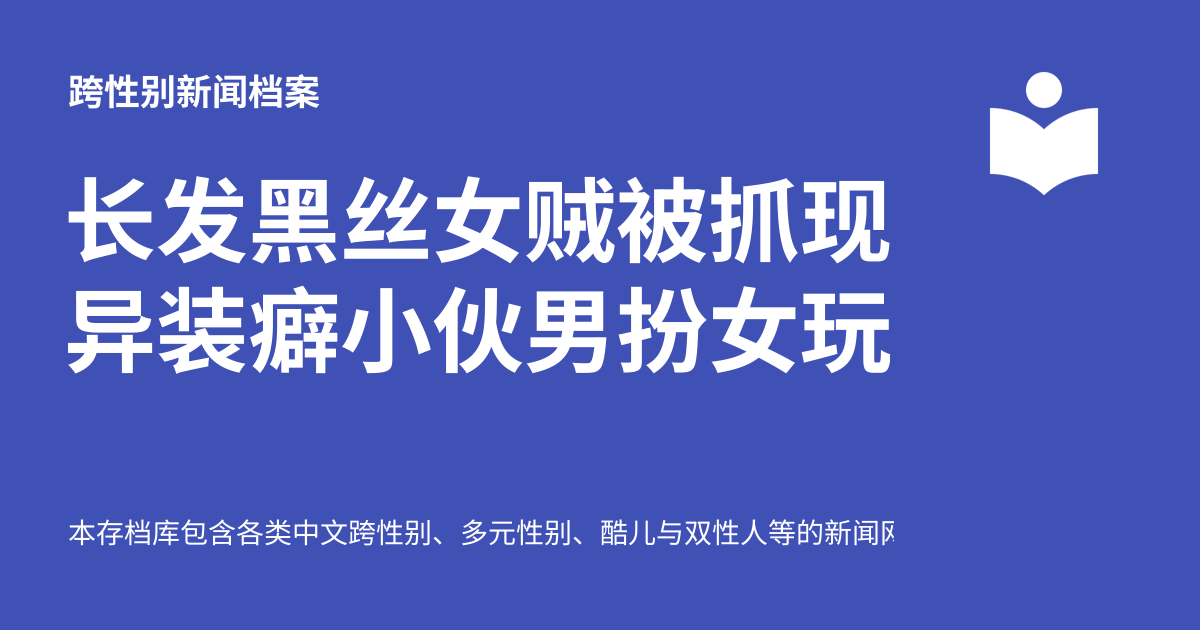 跨性别新闻档案
长发黑丝女贼被抓现
异装癖小伙男扮女玩
本存档库包含各类中文跨性别、多元性别、酷儿与双性人等的新闻网